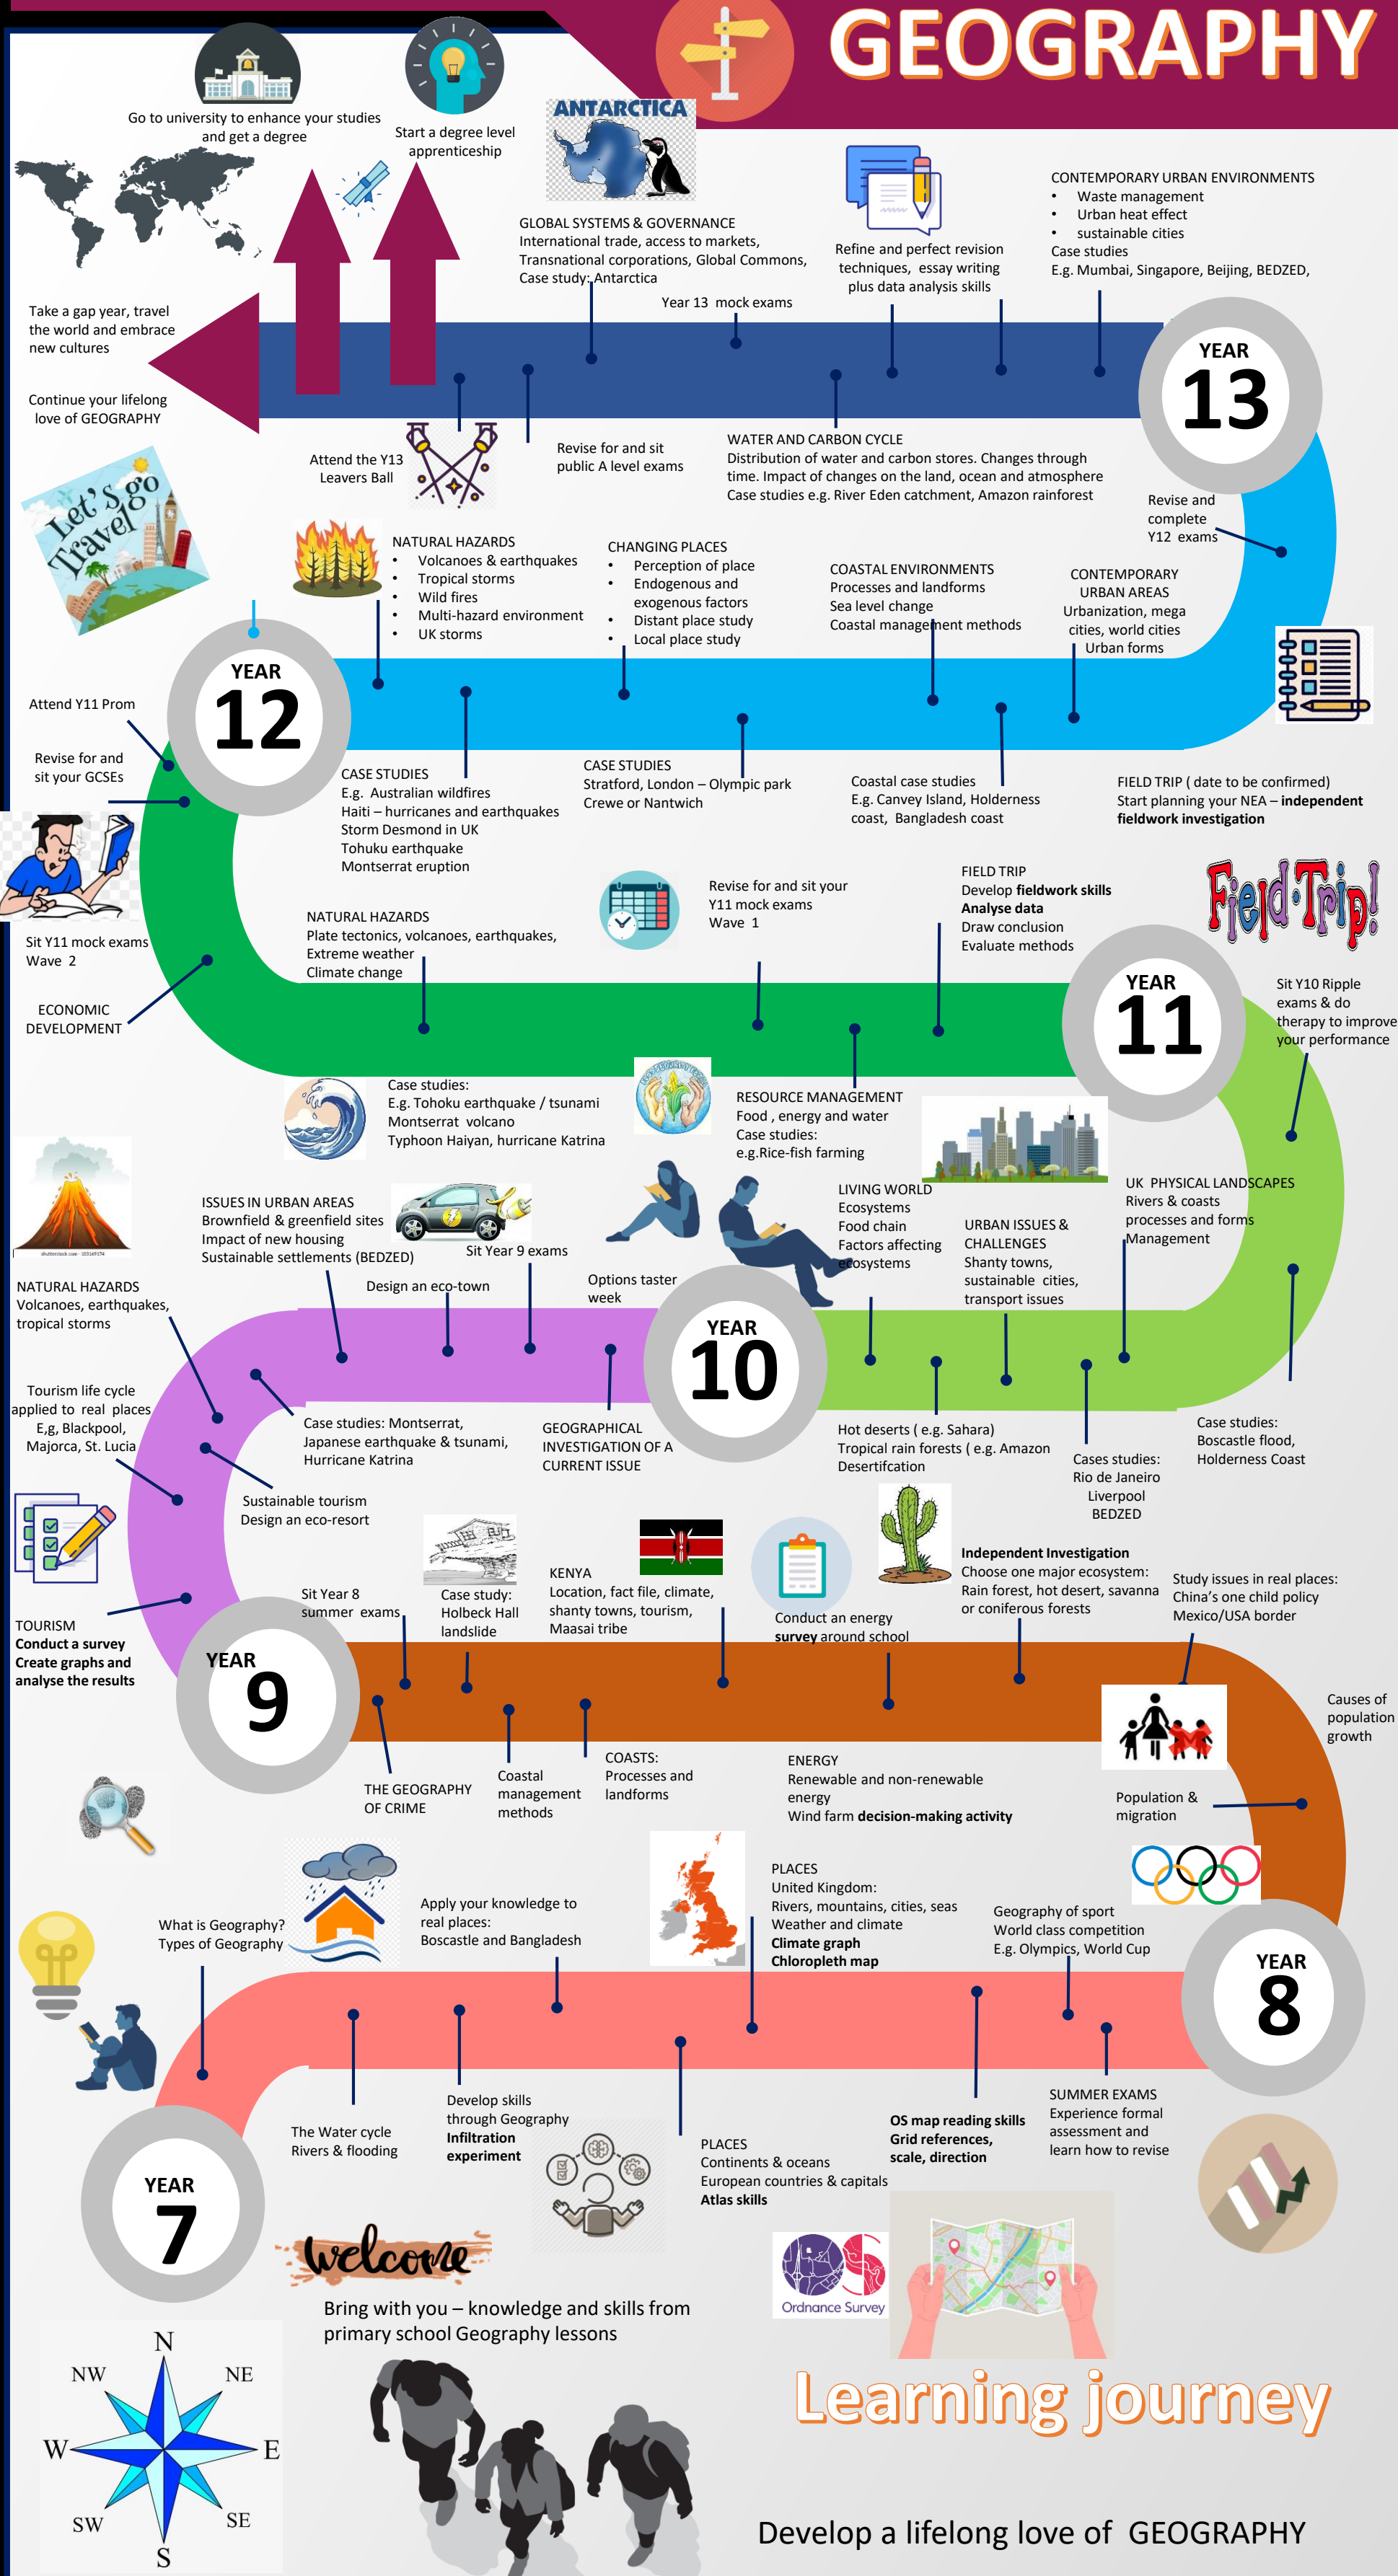 GEOGRAPHY
Go to university to enhance your studies
and get a degree
Start a degree level
apprenticeship
ANTARCTICA
GLOBAL SYSTEMS & GOVERNANCE
International trade, access to markets,
Transnational corporations, Global Commons,
Case study: Antarctica
Year 13 mock exams
Refine and perfect revision
techniques, essay writing
plus data analysis skills
CONTEMPORARY URBAN ENVIRONMENTS
• Waste management
• Urban heat effect
• sustainable cities
Case studies
E.g. Mumbai, Singapore, Beijing, BEDZED,
Take a gap year, travel
the world and embrace
new cultures
Continue your lifelong
love of GEOGRAPHY
YEAR
13
Attend the Y13
Leavers Ball
Revise for and sit
public A level exams
WATER AND CARBON CYCLE
Distribution of water and carbon stores. Changes through
time. Impact of changes on the land, ocean and atmosphere
Case studies e.g. River Eden catchment, Amazon rainforest
Revise and
complete
Y12 exams
Let's go
Travel
NATURAL HAZARDS
• Volcanoes & earthquakes
• Tropical storms
• Wild fires
• Multi-hazard environment
• UK storms
CHANGING PLACES
• Perception of place
• Endogenous and
exogenous factors
• Distant place study
• Local place study
COASTAL ENVIRONMENTS
Processes and landforms
Sea level change
Coastal management methods
CONTEMPORARY
URBAN AREAS
Urbanization, mega
cities, world cities
Urban forms
YEAR
12
Attend Y11 Prom
Revise for and
sit your GCSEs
CASE STUDIES
E.g. Australian wildfires
Haiti – hurricanes and earthquakes
Storm Desmond in UK
Tohuku earthquake
Montserrat eruption
CASE STUDIES
Stratford, London – Olympic park
Crewe or Nantwich
Coastal case studies
E.g. Canvey Island, Holderness
coast, Bangladesh coast
FIELD TRIP ( date to be confirmed)
Start planning your NEA – independent
fieldwork investigation
Sit Y11 mock exams
Wave 2
ECONOMIC
DEVELOPMENT
NATURAL HAZARDS
Plate tectonics, volcanoes, earthquakes,
Extreme weather
Climate change
Revise for and sit your
Y11 mock exams
Wave 1
FIELD TRIP
Develop fieldwork skills
Analyse data
Draw conclusion
Evaluate methods
Field·Trip!
YEAR
11
Sit Y10 Ripple
exams & do
therapy to improve
your performance
Case studies:
E.g. Tohoku earthquake / tsunami
Montserrat volcano
Typhoon Haiyan, hurricane Katrina
RESOURCE MANAGEMENT
Food , energy and water
Case studies:
e.g.Rice-fish farming
shutterstock.com · 103169174
ISSUES IN URBAN AREAS
Brownfield & greenfield sites
Impact of new housing
Sustainable settlements (BEDZED)
Sit Year 9 exams
Design an eco-town
Options taster
week
LIVING WORLD
Ecosystems
Food chain
Factors affecting
ecosystems
URBAN ISSUES &
CHALLENGES
Shanty towns,
sustainable cities,
transport issues
UK PHYSICAL LANDSCAPES
Rivers & coasts
processes and forms
Management
NATURAL HAZARDS
Volcanoes, earthquakes,
tropical storms
YEAR
10
Tourism life cycle
applied to real places
E,g, Blackpool,
Majorca, St. Lucia
Case studies: Montserrat,
Japanese earthquake & tsunami,
Hurricane Katrina
GEOGRAPHICAL
INVESTIGATION OF A
CURRENT ISSUE
Hot deserts ( e.g. Sahara)
Tropical rain forests ( e.g. Amazon
Desertifcation
Cases studies:
Rio de Janeiro
Liverpool
BEDZED
Case studies:
Boscastle flood,
Holderness Coast
Sustainable tourism
Design an eco-resort
TOURISM
Conduct a survey
Create graphs and
analyse the results
Sit Year 8
summer exams
Case study:
Holbeck Hall
landslide
KENYA
Location, fact file, climate,
shanty towns, tourism,
Maasai tribe
Conduct an energy
survey around school
Independent Investigation
Choose one major ecosystem:
Rain forest, hot desert, savanna
or coniferous forests
Study issues in real places:
China's one child policy
Mexico/USA border
YEAR
9
Causes of
population
growth
THE GEOGRAPHY
OF CRIME
Coastal
management
methods
COASTS:
Processes and
landforms
ENERGY
Renewable and non-renewable
energy
Wind farm decision-making activity
Population &
migration
What is Geography?
Types of Geography
Apply your knowledge to
real places:
Boscastle and Bangladesh
PLACES
United Kingdom:
Rivers, mountains, cities, seas
Weather and climate
Climate graph
Chloropleth map
Geography of sport
World class competition
E.g. Olympics, World Cup
YEAR
8
The Water cycle
Rivers & flooding
Develop skills
through Geography
Infiltration
experiment
PLACES
Continents & oceans
European countries & capitals
Atlas skills
OS map reading skills
Grid references,
scale, direction
SUMMER EXAMS
Experience formal
assessment and
learn how to revise
YEAR
7
welcome
Bring with you – knowledge and skills from
primary school Geography lessons
OS
Ordnance Survey
N
NW
NE
W
E
SW
SE
S
Learning journey
Develop a lifelong love of GEOGRAPHY